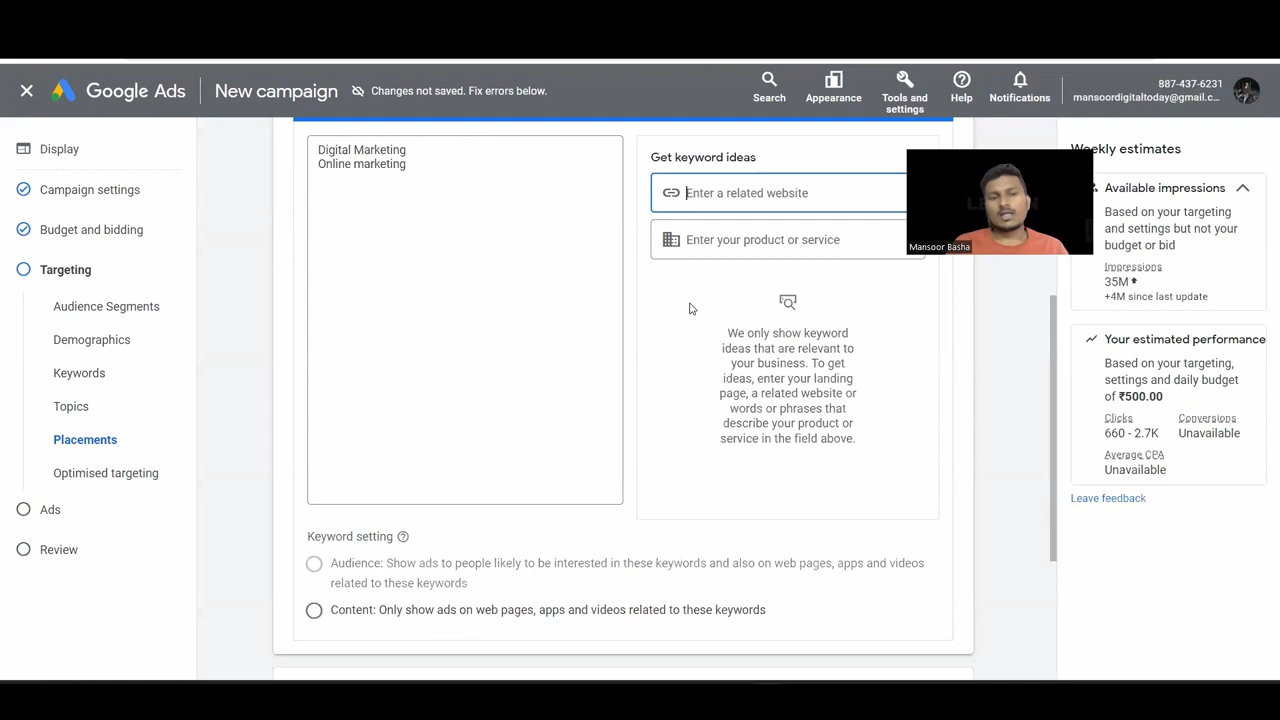 Google Ads
New campaign
Changes not saved. Fix errors below.
Search
Appearance
Tools and
settings
Help
Notifications
887-437-6231
mansoordigitaltoday@gmail.c...
Display
Campaign settings
Budget and bidding
Targeting
Audience Segments
Demographics
Keywords
Topics
Placements
Optimised targeting
Ads
Review
Digital Marketing
Online marketing
Get keyword ideas
Enter a related website
Enter your product or service
We only show keyword
ideas that are relevant to
your business. To get
ideas, enter your landing
page, a related website or
words or phrases that
describe your product or
service in the field above.
Keyword setting
Audience: Show ads to people likely to be interested in these keywords and also on web pages, apps and videos
related to these keywords
Content: Only show ads on web pages, apps and videos related to these keywords
Mansoor Basha
Weekly estimates
Available impressions
Based on your targeting
and settings but not your
budget or bid
Impressions
35M
+4M since last update
Your estimated performance
Based on your targeting,
settings and daily budget
of ₹500.00
Clicks
Conversions
660 - 2.7K
Unavailable
Average CPA
Unavailable
Leave feedback